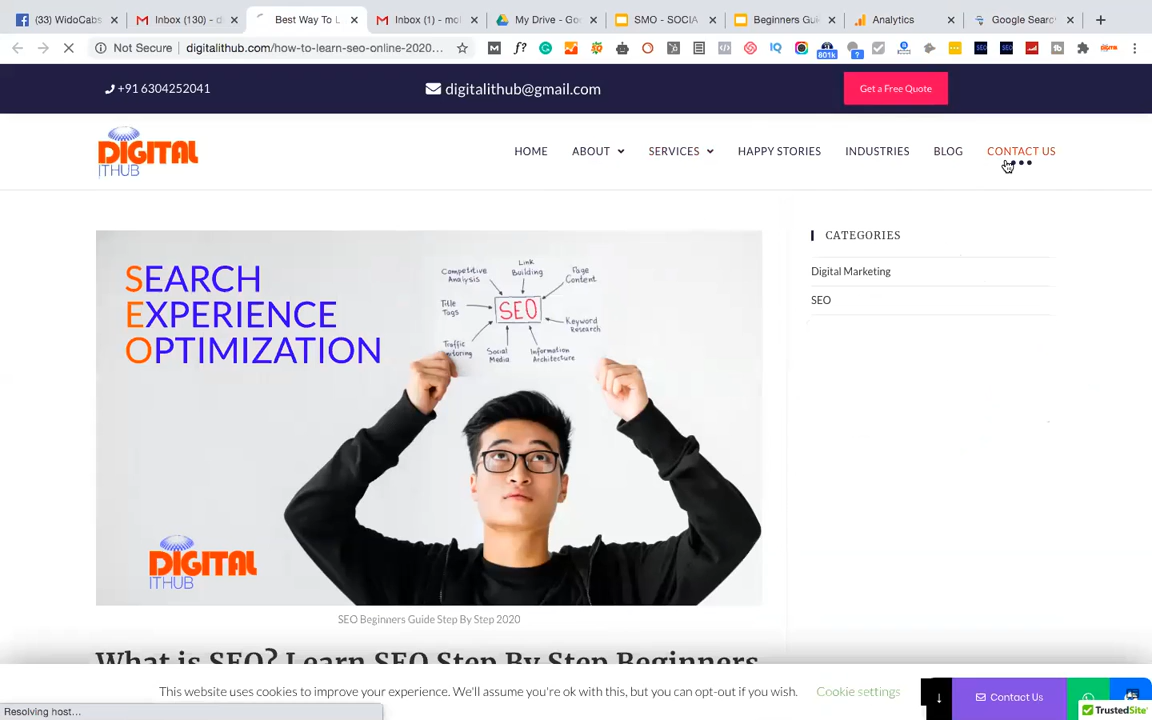 (33) WidoCabs
Inbox (130) - d
Best Way To L
Inbox (1) - mo
My Drive - Goo
SMO - SOCIA
Beginners Gui
Analytics
Google Searc
Not Secure
digitalithub.com/how-to-learn-seo-online-2020...
f?
IQ
801k
?
SEO
SEO
+91 6304252041
digitalithub@gmail.com
Get a Free Quote
DIGITAL
ITHUB
HOME
ABOUT
SERVICES
HAPPY STORIES
INDUSTRIES
BLOG
CONTACT US
SEARCH
EXPERIENCE
OPTIMIZATION
Competitive
Analysis
Link
Building
Page
Content
Title
Tags
SEO
Keyword
Research
Traffic
Social
Media
Information
Architecture
DIGITAL
ITHUB
CATEGORIES
Digital Marketing
SEO
SEO Beginners Guide Step By Step 2020
What is SEO? Learn SEO Step By Step Beginners
This website uses cookies to improve your experience. We'll assume you're ok with this, but you can opt-out if you wish.
Cookie settings
Contact Us
TrustedSite
Resolving host...